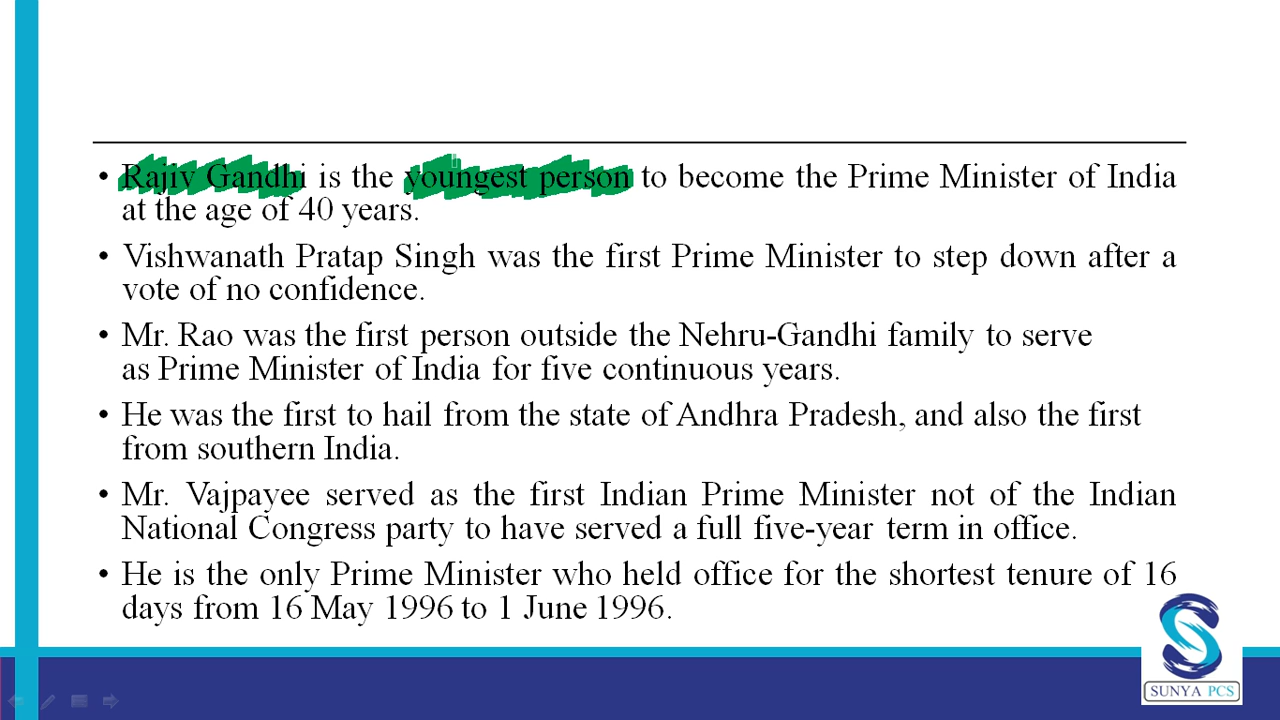 • Rajiv Gandhi is the youngest person to become the Prime Minister of India
at the age of 40 years.
• Vishwanath Pratap Singh was the first Prime Minister to step down after a
vote of no confidence.
• Mr. Rao was the first person outside the Nehru-Gandhi family to serve
as Prime Minister of India for five continuous years.
• He was the first to hail from the state of Andhra Pradesh, and also the first
from southern India.
• Mr. Vajpayee served as the first Indian Prime Minister not of the Indian
National Congress party to have served a full five-year term in office.
• He is the only Prime Minister who held office for the shortest tenure of 16
days from 16 May 1996 to 1 June 1996.
SUNYA PCS